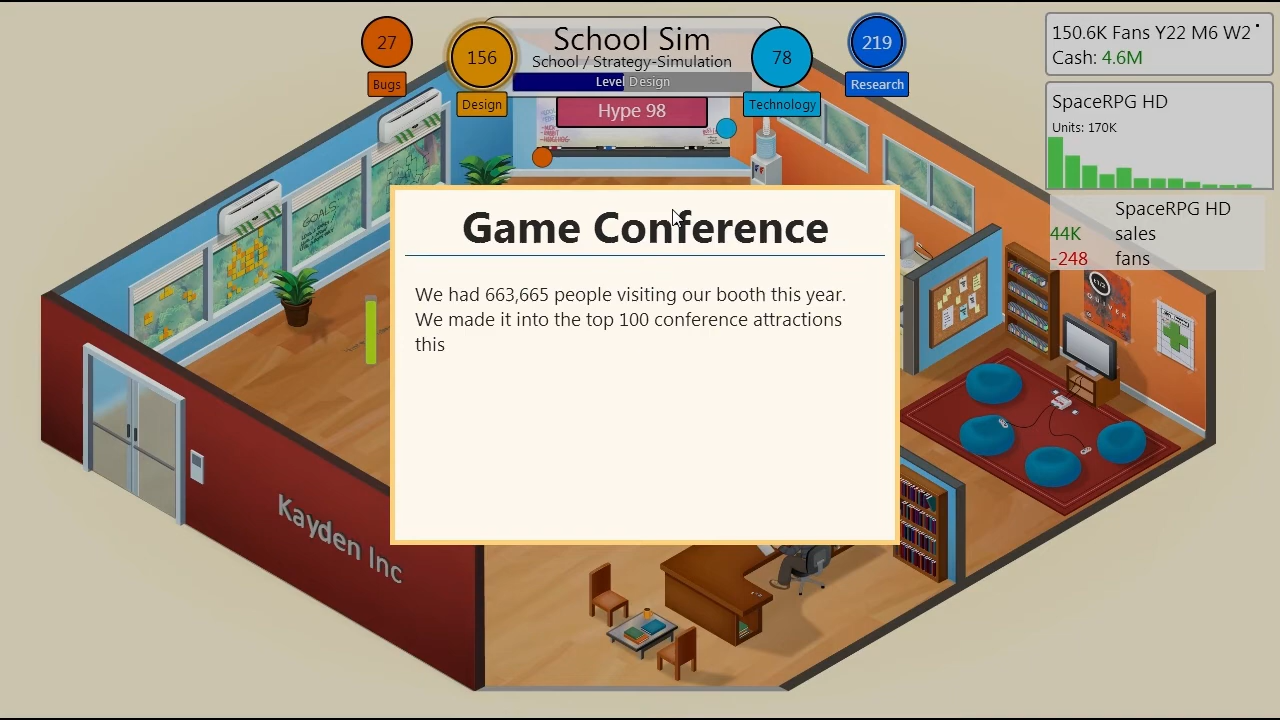 27
Bugs
156
Design
School Sim
School / Strategy-Simulation
Level Design
Hype 98
78
Technology
219
Research
150.6K Fans Y22 M6 W2
Cash: 4.6M
SpaceRPG HD
Units: 170K
SpaceRPG HD
44K sales
-248 fans
GOALS
Game Conference
We had 663,665 people visiting our booth this year.
We made it into the top 100 conference attractions
this
Kayden Inc